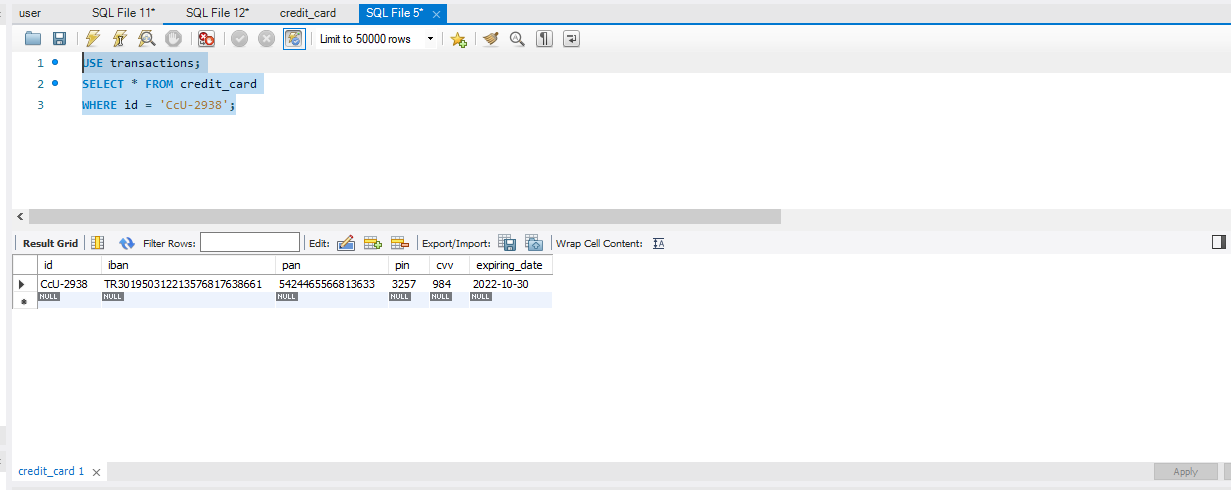 user SQL File 11* SQL File 12* credit_card SQL File 5*
Limit to 50000 rows
1 USE transactions;
2 SELECT * FROM credit_card
3 WHERE id = 'CcU-2938';
Result Grid Filter Rows: Edit: Export/Import: Wrap Cell Content:
id iban pan pin cvv expiring_date
CcU-2938 TR301950312213576817638661 5424465566813633 3257 984 2022-10-30
NULL NULL NULL NULL NULL NULL
credit_card 1 Apply